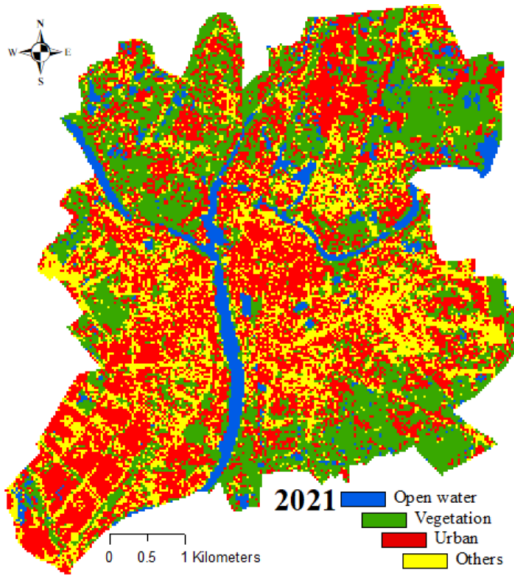 N
W E
S
2021 Open water
Vegetation
Urban
Others
0 0.5 1 Kilometers